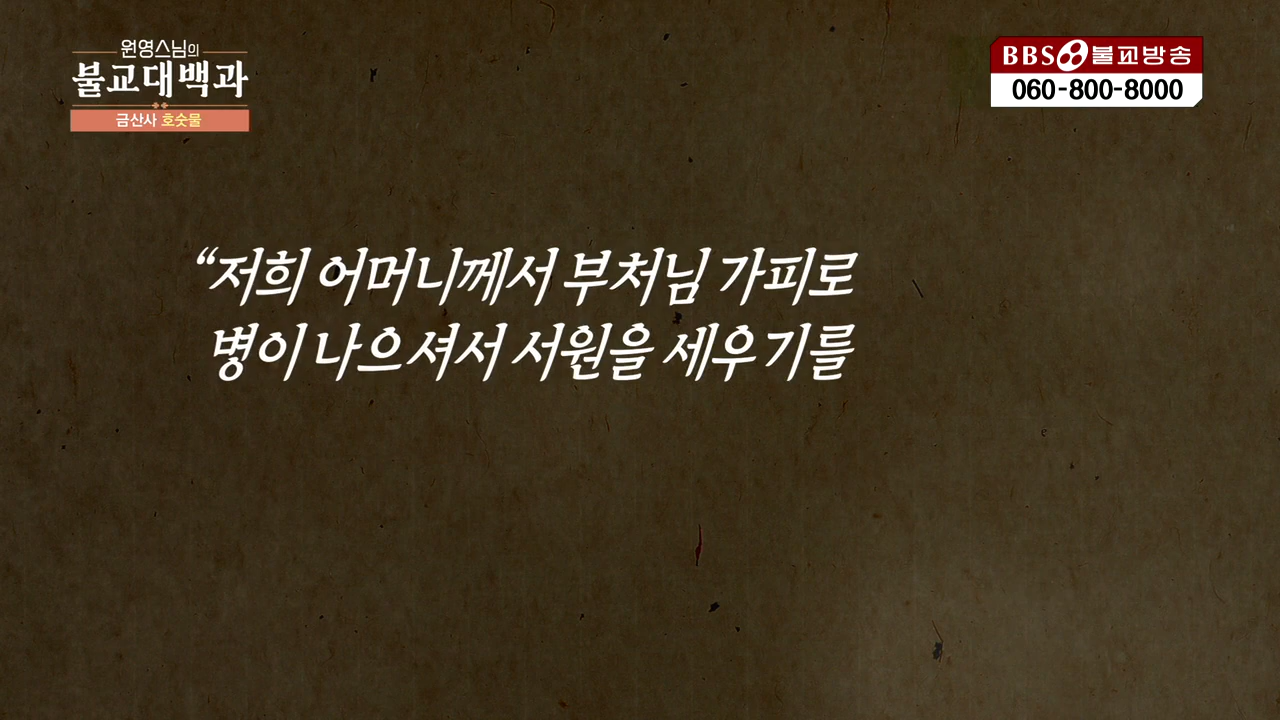 원영스님의
불교대백과
금산사 호숫물
BBS 불교방송
060-800-8000
“저희 어머니께서 부처님 가피로
병이 나으셔서 서원을 세우기를